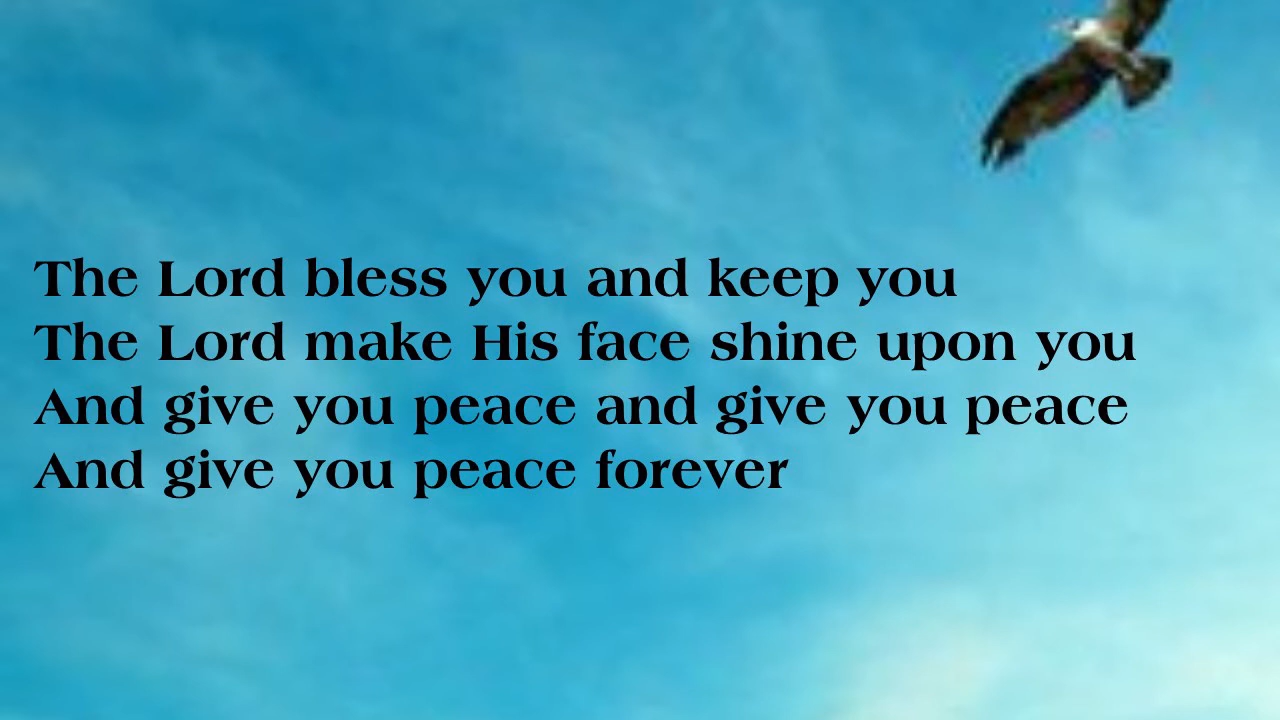 The Lord bless you and keep you
The Lord make His face shine upon you
And give you peace and give you peace
And give you peace forever